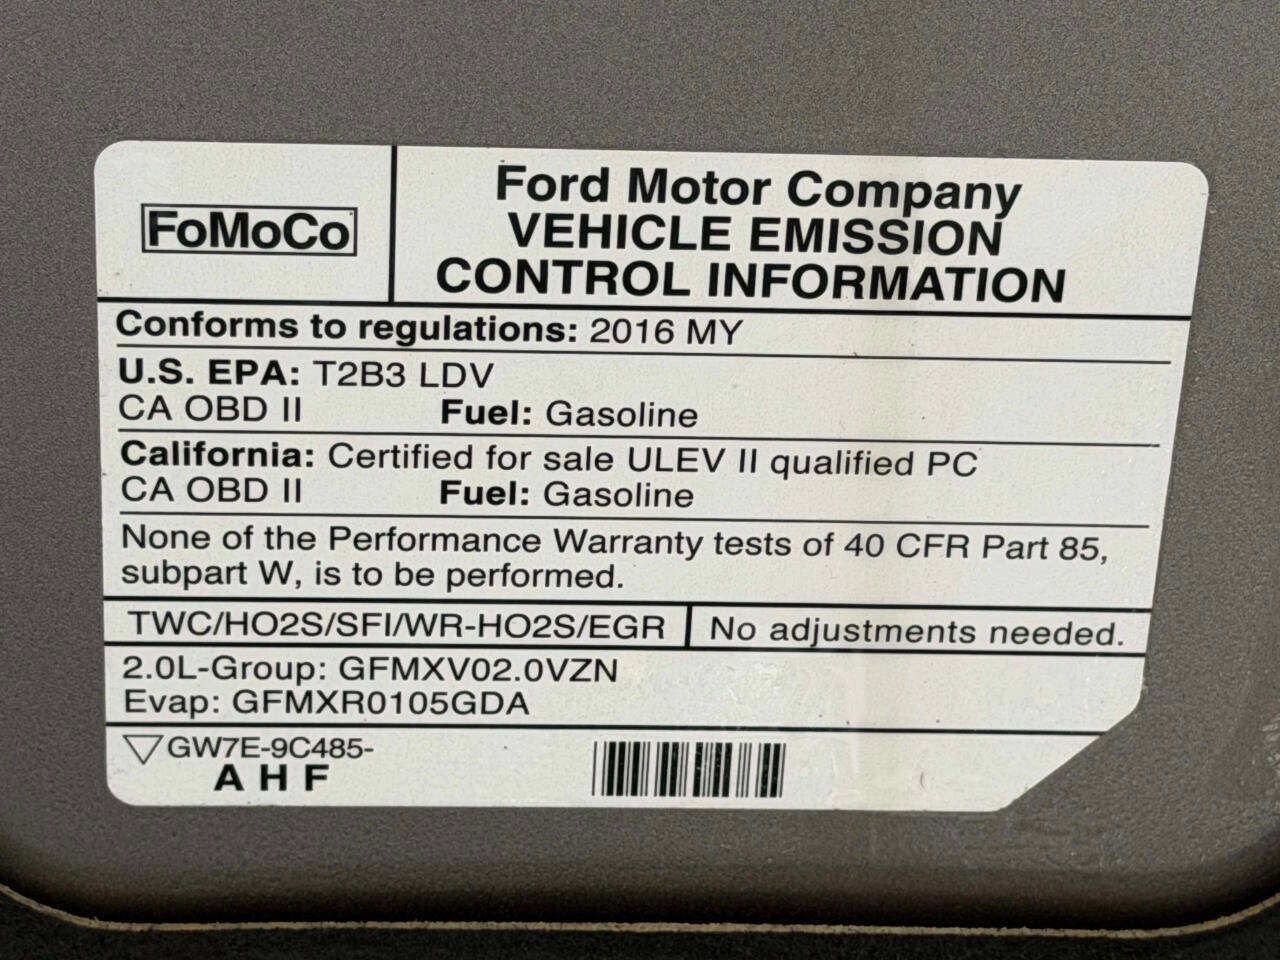 FoMoCo
Ford Motor Company
VEHICLE EMISSION
CONTROL INFORMATION
Conforms to regulations: 2016 MY
U.S. EPA: T2B3 LDV
CA OBD II Fuel: Gasoline
California: Certified for sale ULEV II qualified PC
CA OBD II Fuel: Gasoline
None of the Performance Warranty tests of 40 CFR Part 85,
subpart W, is to be performed.
TWC/HO2S/SFI/WR-HO2S/EGR No adjustments needed.
2.0L-Group: GFMXV02.0VZN
Evap: GFMXR0105GDA
▽GW7E-9C485-
A H F